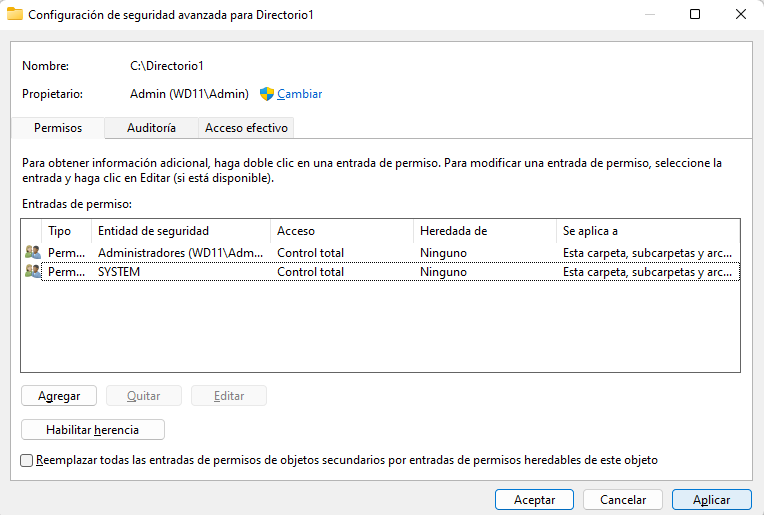 Configuración de seguridad avanzada para Directorio1
Nombre: C:\Directorio1
Propietario: Admin (WD11\Admin) Cambiar
Permisos Auditoría Acceso efectivo
Para obtener información adicional, haga doble clic en una entrada de permiso. Para modificar una entrada de permiso, seleccione la
entrada y haga clic en Editar (si está disponible).
Entradas de permiso:
Tipo Entidad de seguridad Acceso Heredada de Se aplica a
Perm... Administradores (WD11\Adm... Control total Ninguno Esta carpeta, subcarpetas y arc...
Perm... SYSTEM Control total Ninguno Esta carpeta, subcarpetas y arc...
Agregar Quitar Editar
Habilitar herencia
Reemplazar todas las entradas de permisos de objetos secundarios por entradas de permisos heredables de este objeto
Aceptar Cancelar Aplicar